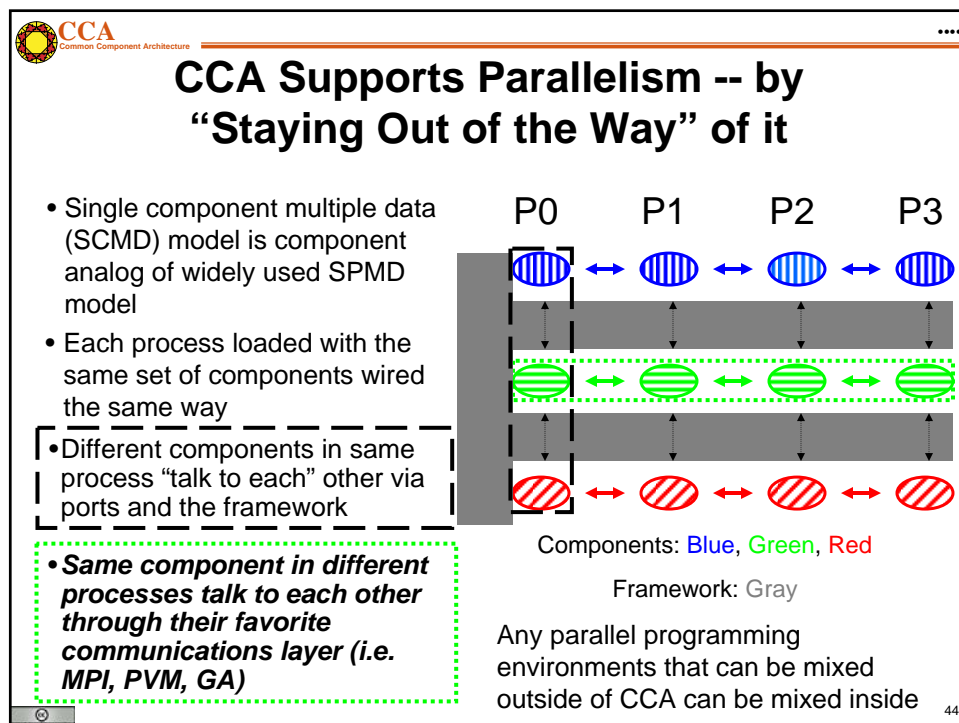 CCA
Common Component Architecture
CCA Supports Parallelism -- by
“Staying Out of the Way” of it
• Single component multiple data
(SCMD) model is component
analog of widely used SPMD
model
• Each process loaded with the
same set of components wired
the same way
•Different components in same
process “talk to each” other via
ports and the framework
•Same component in different
processes talk to each other
through their favorite
communications layer (i.e.
MPI, PVM, GA)
P0 P1 P2 P3
Components: Blue, Green, Red
Framework: Gray
Any parallel programming
environments that can be mixed
outside of CCA can be mixed inside
44
cc